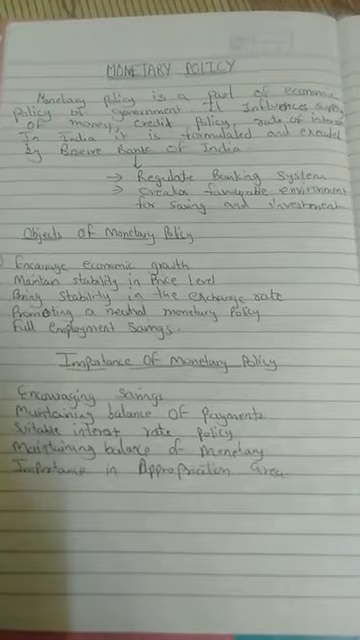 MONETARY POLICY
Monetary policy is a part of economic
policy of government. It Influences supply
of money, credit policy, rate of interest
In India it is formulated and executed
by Bank of India
→ Regulate Banking System
→ Creates favourable environment
for saving and investment
Objects of Monetary Policy
Encourage economic growth
Maintain stability in Price Level
Bring Stability in the exchange rate
Promoting a neutral monetary Policy
Full Employment Savings.
Importance Of Monetary Policy
Encouraging Savings
Maintaining balance Of Payments
Suitable interest rate policy
Maintaining balance of Monetary
Importance in Area